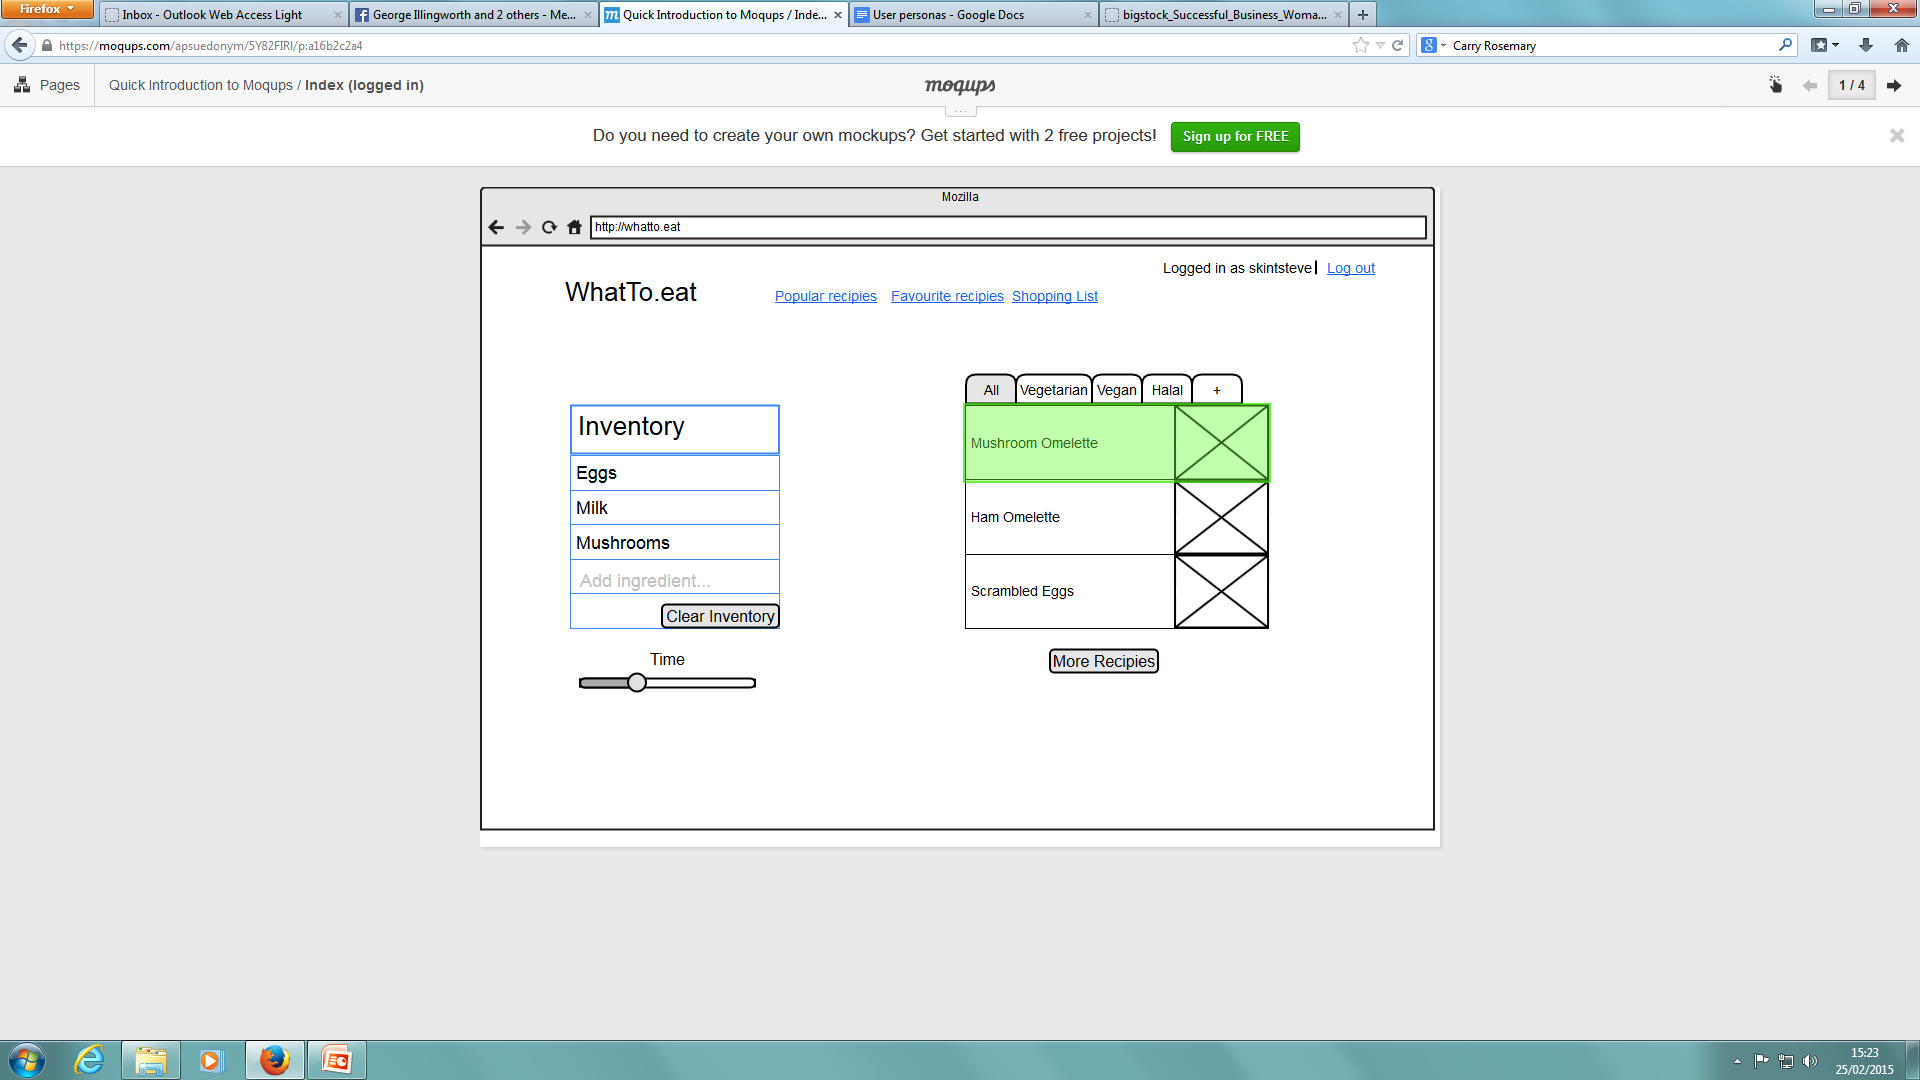 Firefox
Inbox - Outlook Web Access Light
George Illingworth and 2 others - Me...
Quick Introduction to Moqups / Inde...
User personas - Google Docs
bigstock_Successful_Business_Woma...
https://moqups.com/apsuedonym/5Y82FIRI/p:a16b2c2a4
Carry Rosemary
Pages
Quick Introduction to Moqups / Index (logged in)
moqups
1 / 4
Do you need to create your own mockups? Get started with 2 free projects!
Sign up for FREE
Mozilla
http://whatto.eat
Logged in as skintsteve
Log out
WhatTo.eat
Popular recipies
Favourite recipies
Shopping List
All
Vegetarian
Vegan
Halal
+
Inventory
Eggs
Milk
Mushrooms
Add ingredient...
Clear Inventory
Time
Mushroom Omelette
Ham Omelette
Scrambled Eggs
More Recipies
15:23
25/02/2015